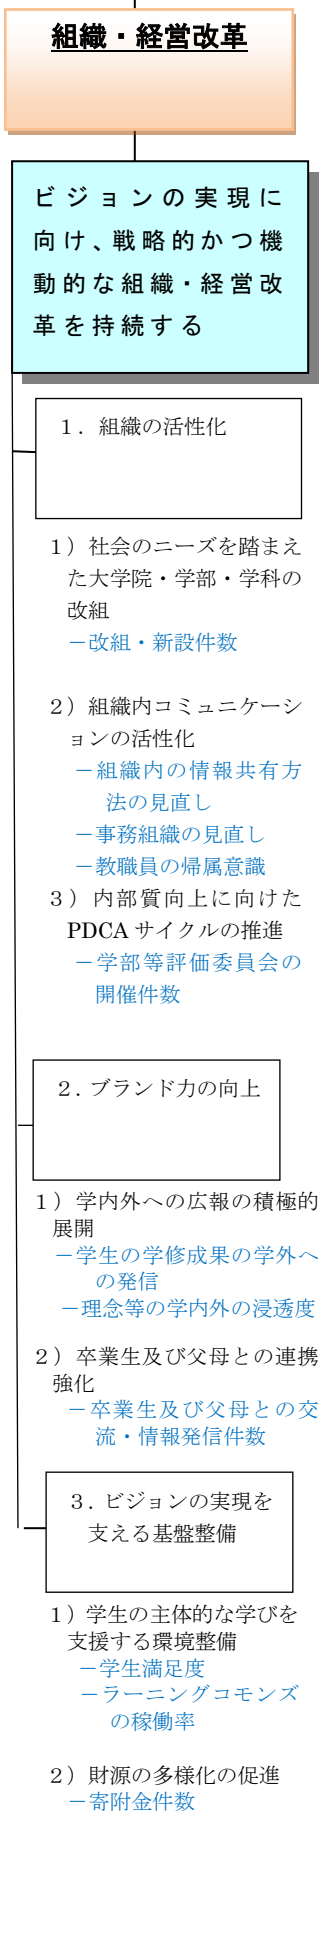 組織・経営改革
ビジョンの実現に
向け、戦略的かつ機
動的な組織・経営改
革を持続する
１．組織の活性化
１）社会のニーズを踏まえ
た大学院・学部・学科の
改組
－改組・新設件数
２）組織内コミュニケーシ
ョンの活性化
－組織内の情報共有方
法の見直し
－事務組織の見直し
－教職員の帰属意識
３）内部質向上に向けた
PDCA サイクルの推進
－学部等評価委員会の
開催件数
２．ブランド力の向上
１）学内外への広報の積極的
展開
－学生の学修成果の学外へ
の発信
－理念等の学内外の浸透度
２）卒業生及び父母との連携
強化
－卒業生及び父母との交
流・情報発信件数
３．ビジョンの実現を
支える基盤整備
１）学生の主体的な学びを
支援する環境整備
－学生満足度
－ラーニングコモンズ
の稼働率
２）財源の多様化の促進
－寄附金件数